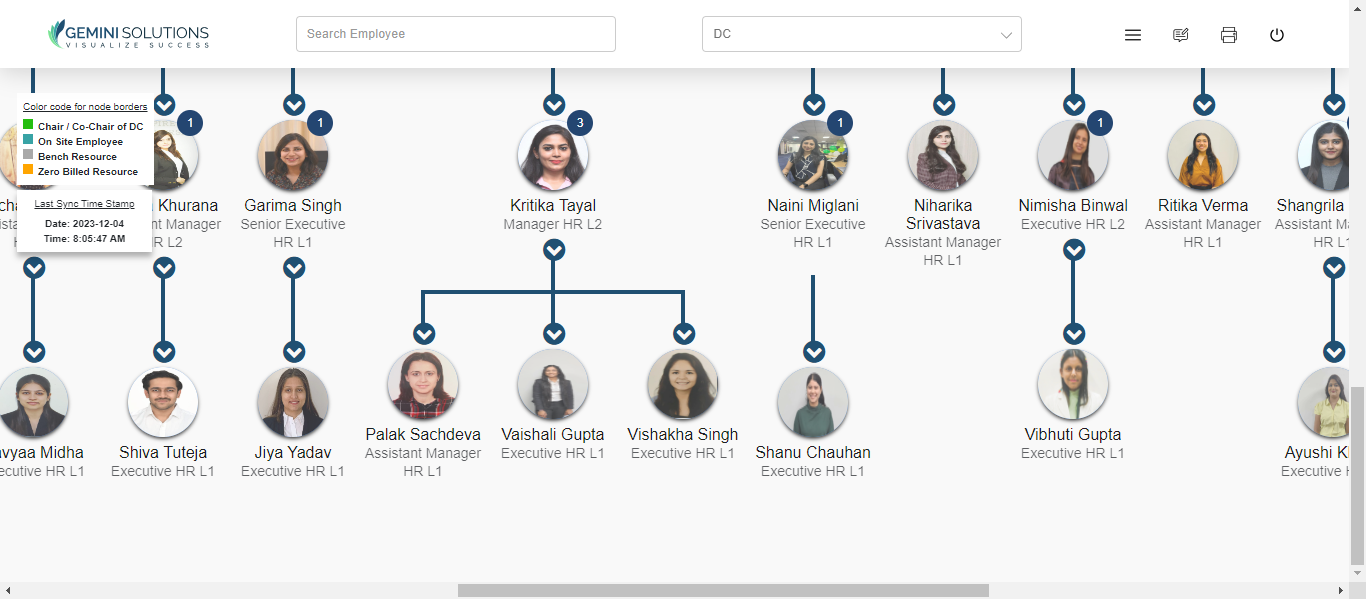 GEMINI SOLUTIONS
VISUALIZE SUCCESS
Search Employee
DC
Color code for node borders
Chair / Co-Chair of DC
On Site Employee
Bench Resource
Zero Billed Resource
Last Sync Time Stamp
Date: 2023-12-04
Time: 8:05:47 AM
1
Khurana
nt Manager
HR L2
1
Garima Singh
Senior Executive
HR L1
3
Kritika Tayal
Manager HR L2
1
Naini Miglani
Senior Executive
HR L1
Niharika
Srivastava
Assistant Manager
HR L1
1
Nimisha Binwal
Executive HR L2
Ritika Verma
Assistant Manager
HR L1
Shangrila
Assistant M
HR L1
vyaa Midha
ecutive HR L1
Shiva Tuteja
Executive HR L1
Jiya Yadav
Executive HR L1
Palak Sachdeva
Assistant Manager
HR L1
Vaishali Gupta
Executive HR L1
Vishakha Singh
Executive HR L1
Shanu Chauhan
Executive HR L1
Vibhuti Gupta
Executive HR L1
Ayushi K
Executive H